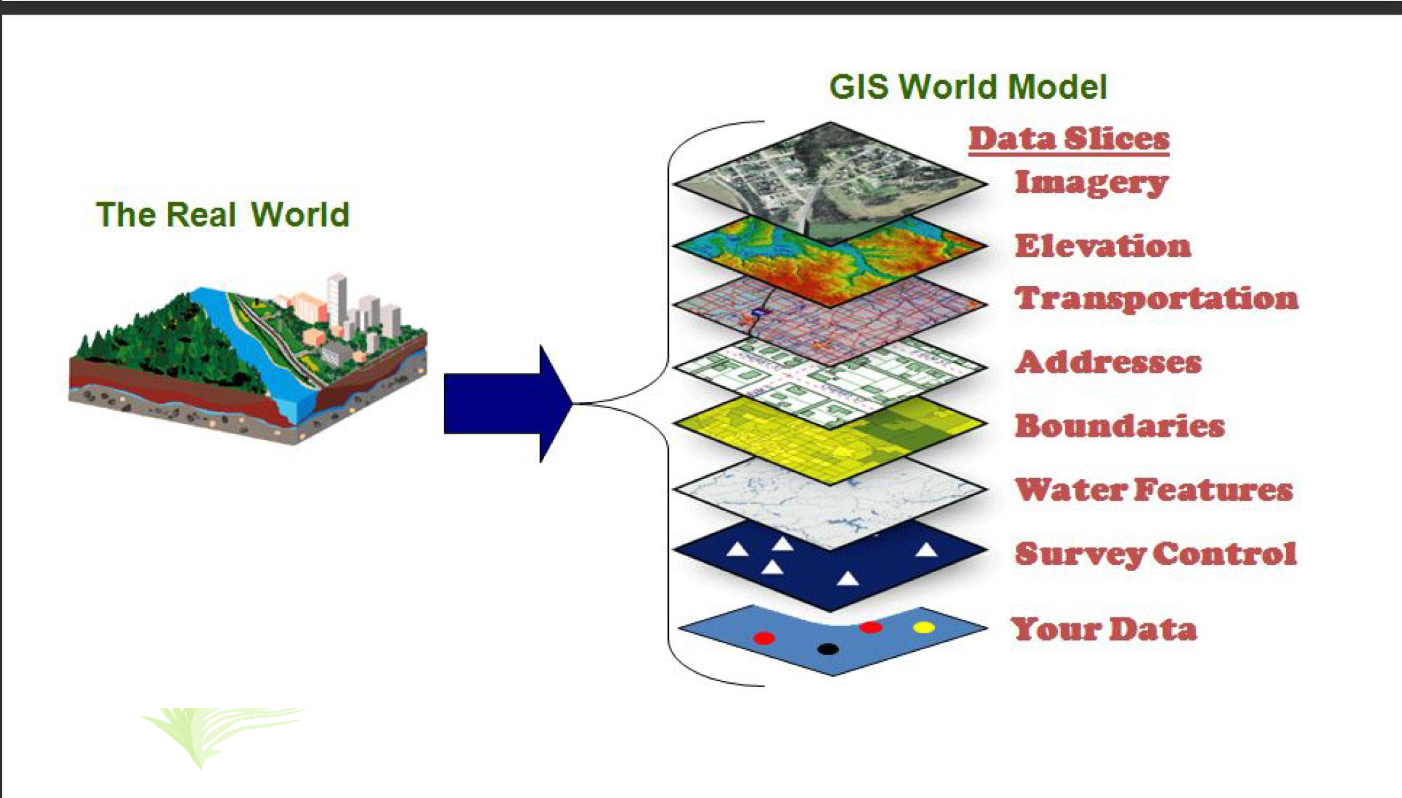 GIS World Model
Data Slices
Imagery
The Real World
Elevation
Transportation
Addresses
Boundaries
Water Features
Survey Control
Your Data